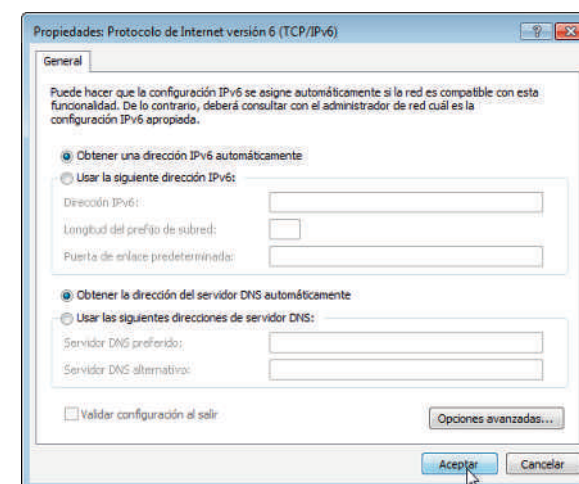 Propiedades: Protocolo de Internet versión 6 (TCP/IPv6)
General
Puede hacer que la configuración IPv6 se asigne automáticamente si la red es compatible con esta
funcionalidad. De lo contrario, deberá consultar con el administrador de red cuál es la
configuración IPv6 apropiada.
Obtener una dirección IPv6 automáticamente
Usar la siguiente dirección IPv6:
Dirección IPv6:
Longitud del prefijo de subred:
Puerta de enlace predeterminada:
Obtener la dirección del servidor DNS automáticamente
Usar las siguientes direcciones de servidor DNS:
Servidor DNS preferido:
Servidor DNS alternativo:
Validar configuración al salir
Opciones avanzadas...
Aceptar Cancelar